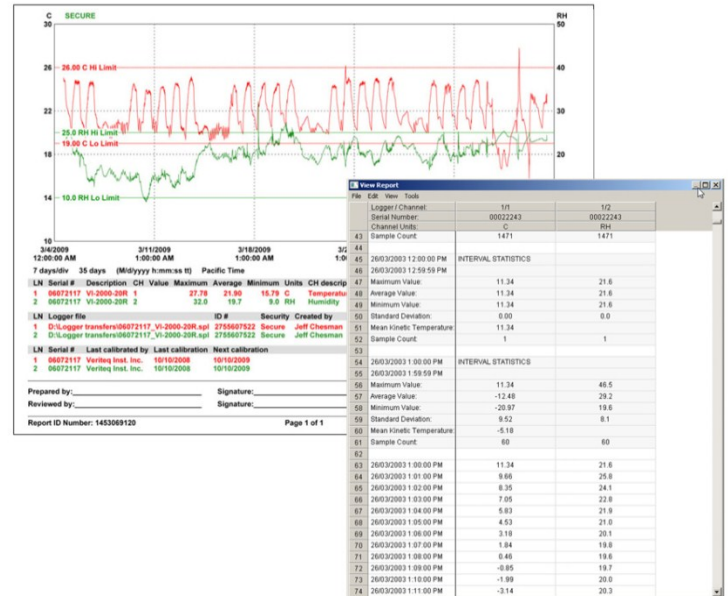 C SECURE RH
30 50
26.00 C Hi Limit
26 40
22 30
25.0 RH Hi Limit
19.00 C Lo Limit
18 20
10.0 RH Lo Limit
14
10
3/4/2009 3/11/2009 3/18/2009
12:00:00 AM 1:00:00 AM 1:00:00 AM
7 days/div 35 days (M/d/yyyy h:mm:ss tt) Pacific Time
LN Serial # Description CH Value Maximum Average Minimum Units CH
1 06072117 VI-2000-20R 1 27.78 21.90 15.79 C
2 06072117 VI-2000-20R 2 32.0 19.7 9.0 RH Humidity
LN Logger file ID # Security Created by
1 D:\Logger transfers\06072117_VI-2000-20R.spl 2755607522 Secure Jeff Chesman
2 D:\Logger transfers\06072117_VI-2000-20R.spl 2755607522 Secure Jeff Chesman
LN Serial # Last calibrated by Last calibration Next calibration
1 06072117 Veriteq Inst. Inc. 10/10/2008 10/10/2009
2 06072117 Veriteq Inst. Inc. 10/10/2008 10/10/2009
Prepared by: Signature:
Reviewed by: Signature:
Report ID Number: 1453069120 Page 1 of 1
View Report
File Edit View Tools
Logger / Channel: 1/1 1/2
Serial Number: 00022243 00022243
Channel Units: C RH
43 Sample Count: 1471 1471
44
45 26/03/2003 12:00:00 PM INTERVAL STATISTICS
46 26/03/2003 12:59:59 PM
47 Maximum Value: 11.34 21.6
48 Average Value: 11.34 21.6
49 Minimum Value: 11.34 21.6
50 Standard Deviation: 0.00 0.0
51 Mean Kinetic Temperature: 11.34
52 Sample Count: 1 1
53
54 26/03/2003 1:00:00 PM INTERVAL STATISTICS
55 26/03/2003 1:59:59 PM
56 Maximum Value: 11.34 46.5
57 Average Value: -12.48 29.2
58 Minimum Value: -20.97 19.6
59 Standard Deviation: 9.52 8.1
60 Mean Kinetic Temperature: -5.18
61 Sample Count: 60 60
62
63 26/03/2003 1:00:00 PM 11.34 21.6
64 26/03/2003 1:01:00 PM 9.66 25.8
65 26/03/2003 1:02:00 PM 8.35 24.1
66 26/03/2003 1:03:00 PM 7.05 22.8
67 26/03/2003 1:04:00 PM 5.83 21.9
68 26/03/2003 1:05:00 PM 4.53 21.0
69 26/03/2003 1:06:00 PM 3.18 20.1
70 26/03/2003 1:07:00 PM 1.84 19.8
71 26/03/2003 1:08:00 PM 0.46 19.6
72 26/03/2003 1:09:00 PM -0.85 19.7
73 26/03/2003 1:10:00 PM -1.99 20.0
74 26/03/2003 1:11:00 PM -3.14 20.3